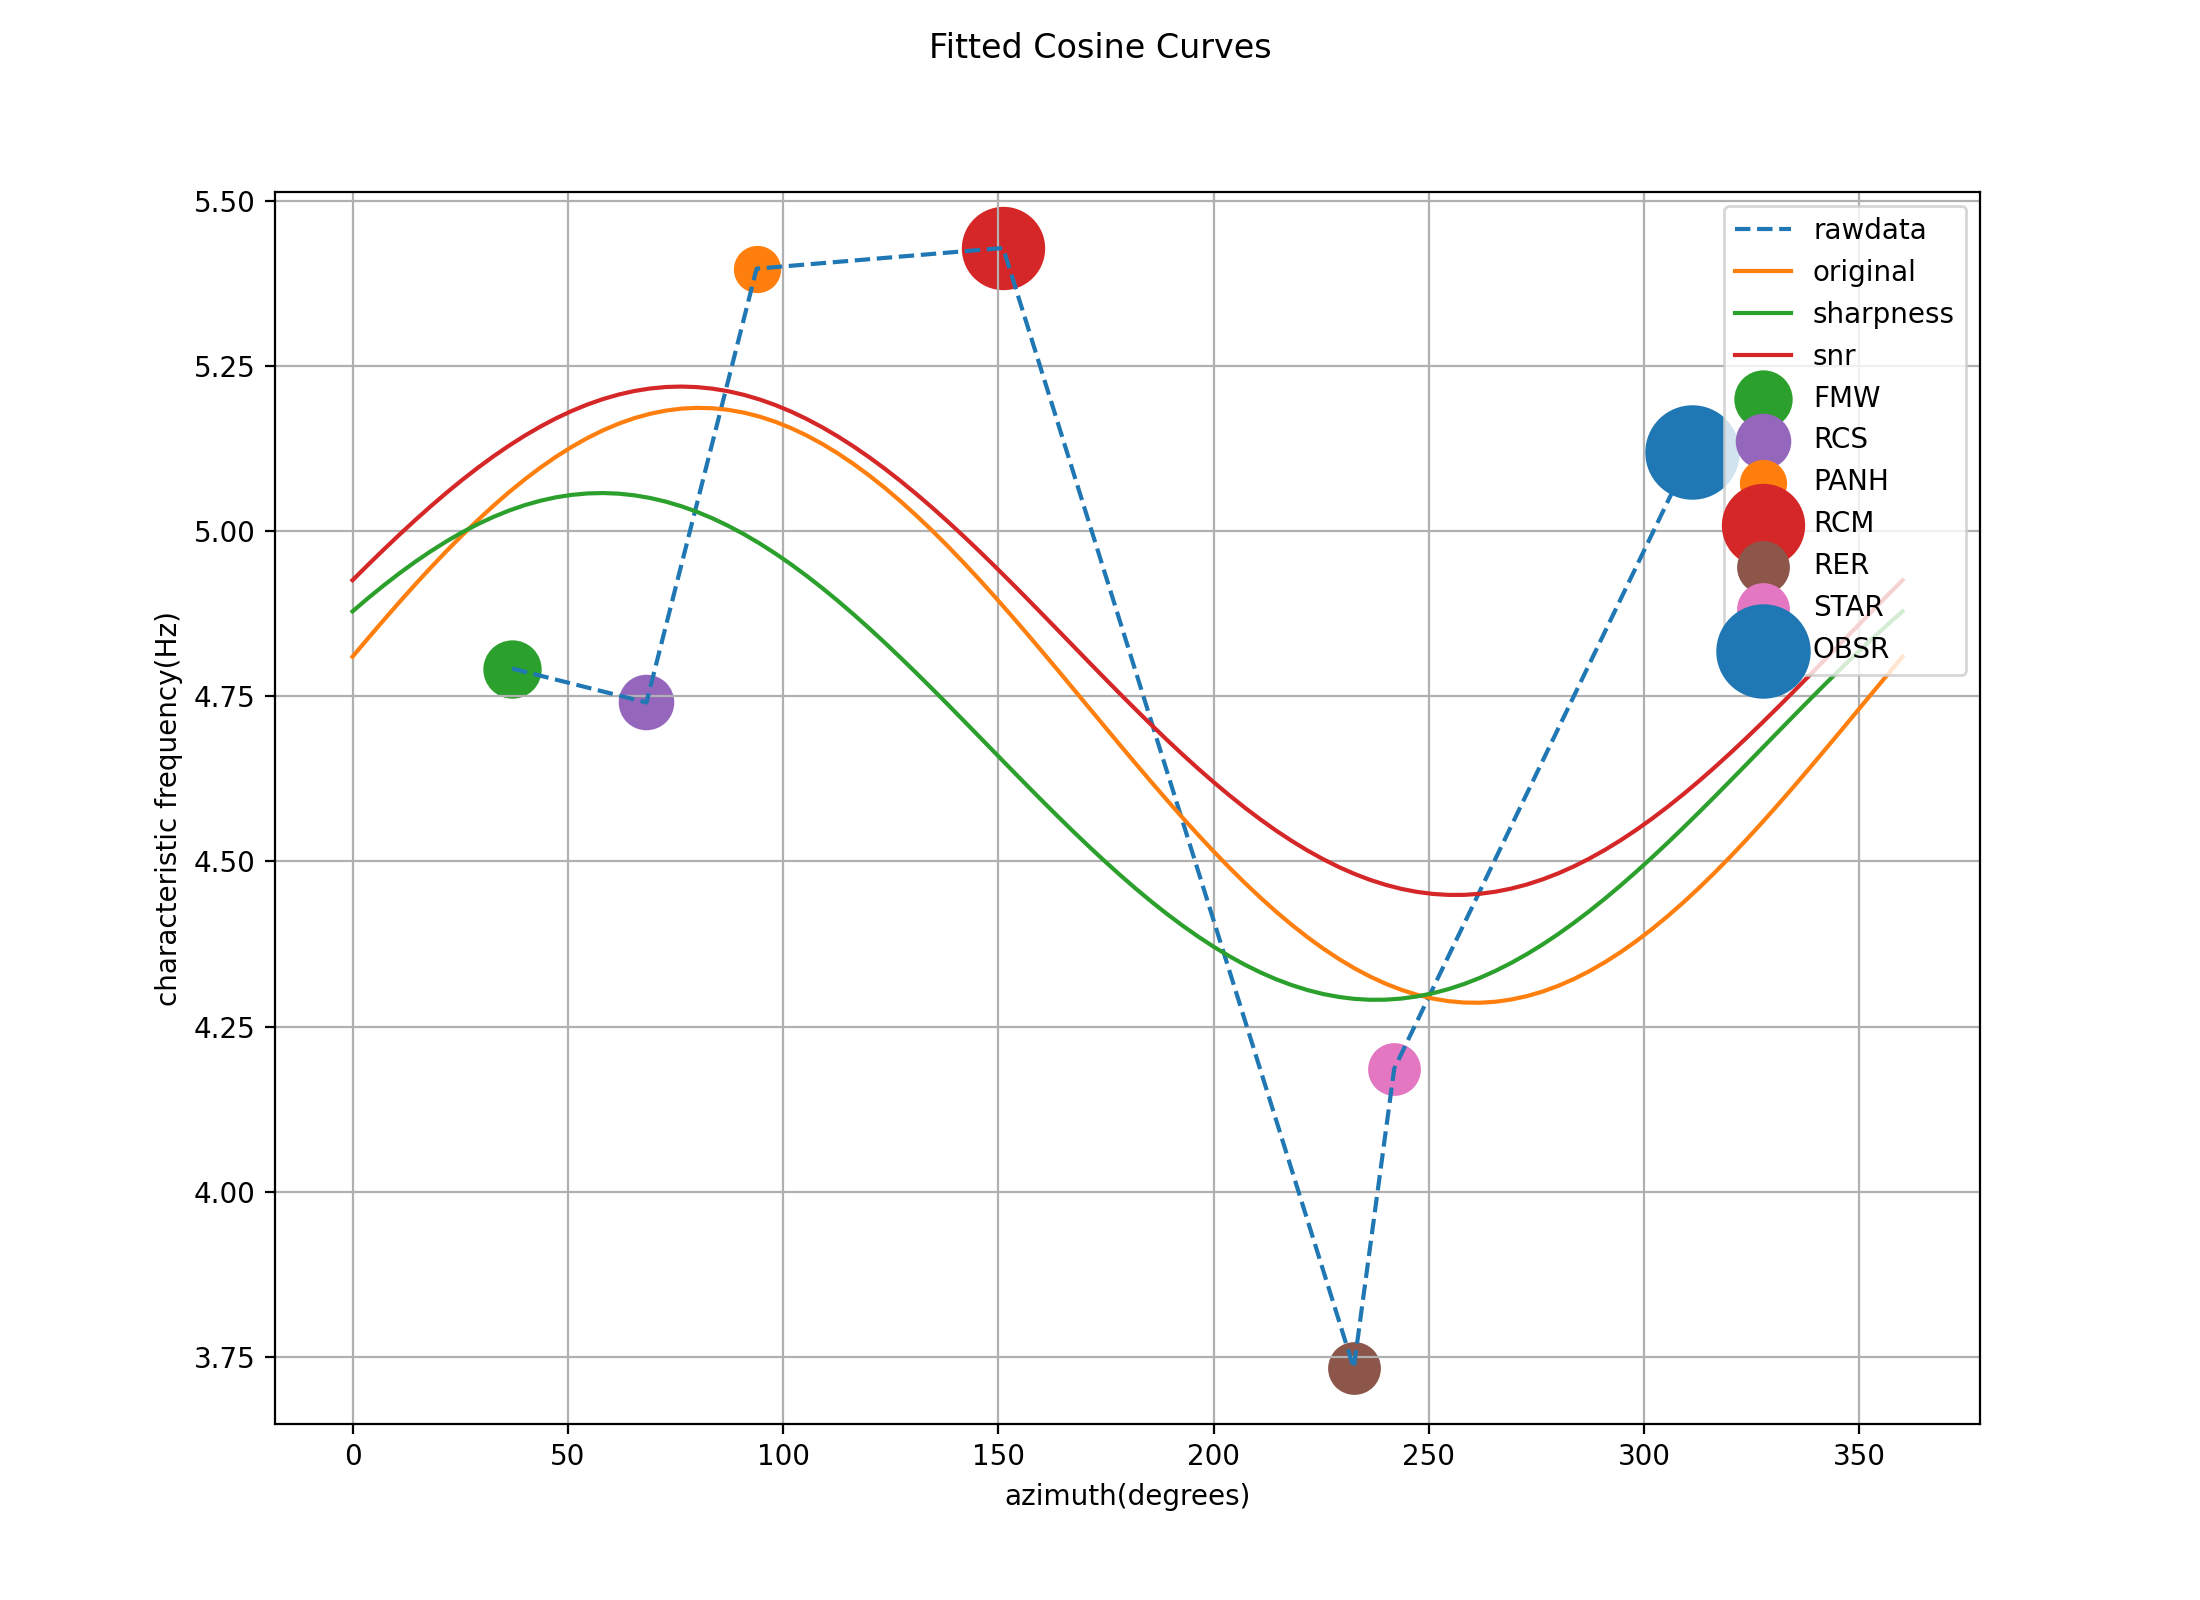 Fitted Cosine Curves
5.50
5.25
5.00
4.75
4.50
4.25
4.00
3.75
characteristic frequency(Hz)
0 50 100 150 200 250 300 350
azimuth(degrees)
rawdata
original
sharpness
snr
FMW
RCS
PANH
RCM
RER
STAR
OBSR